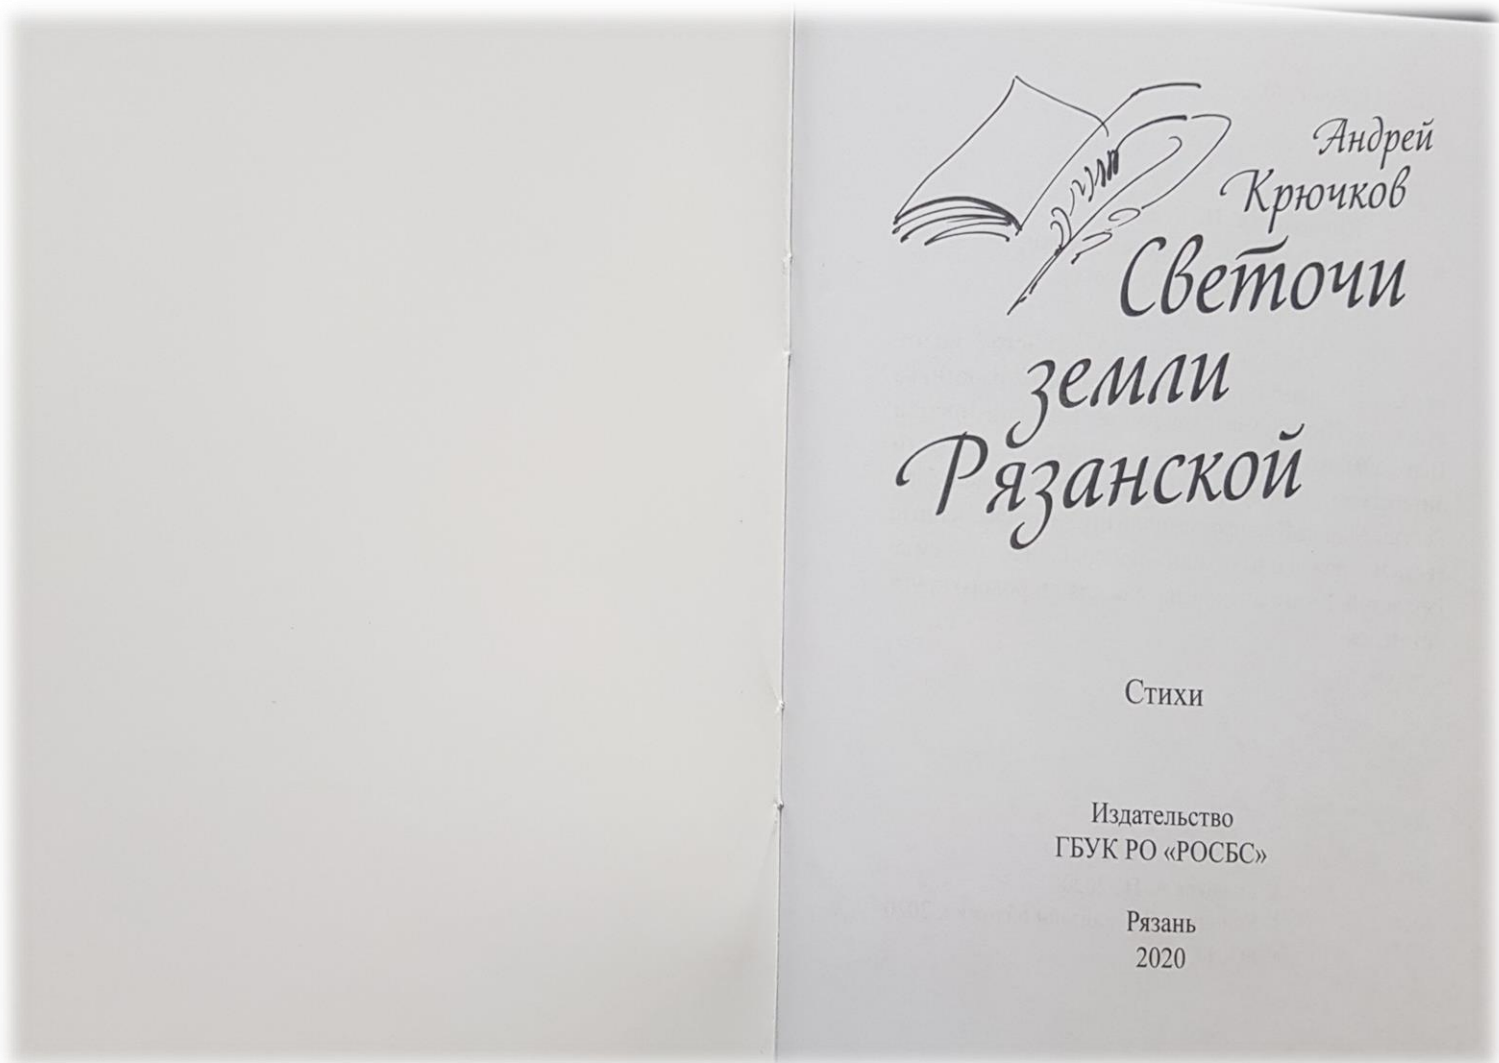 Андрей
Крючков
Светочи
земли
Рязанской
Стихи
Издательство
ГБУК РО «РОСБС»
Рязань
2020